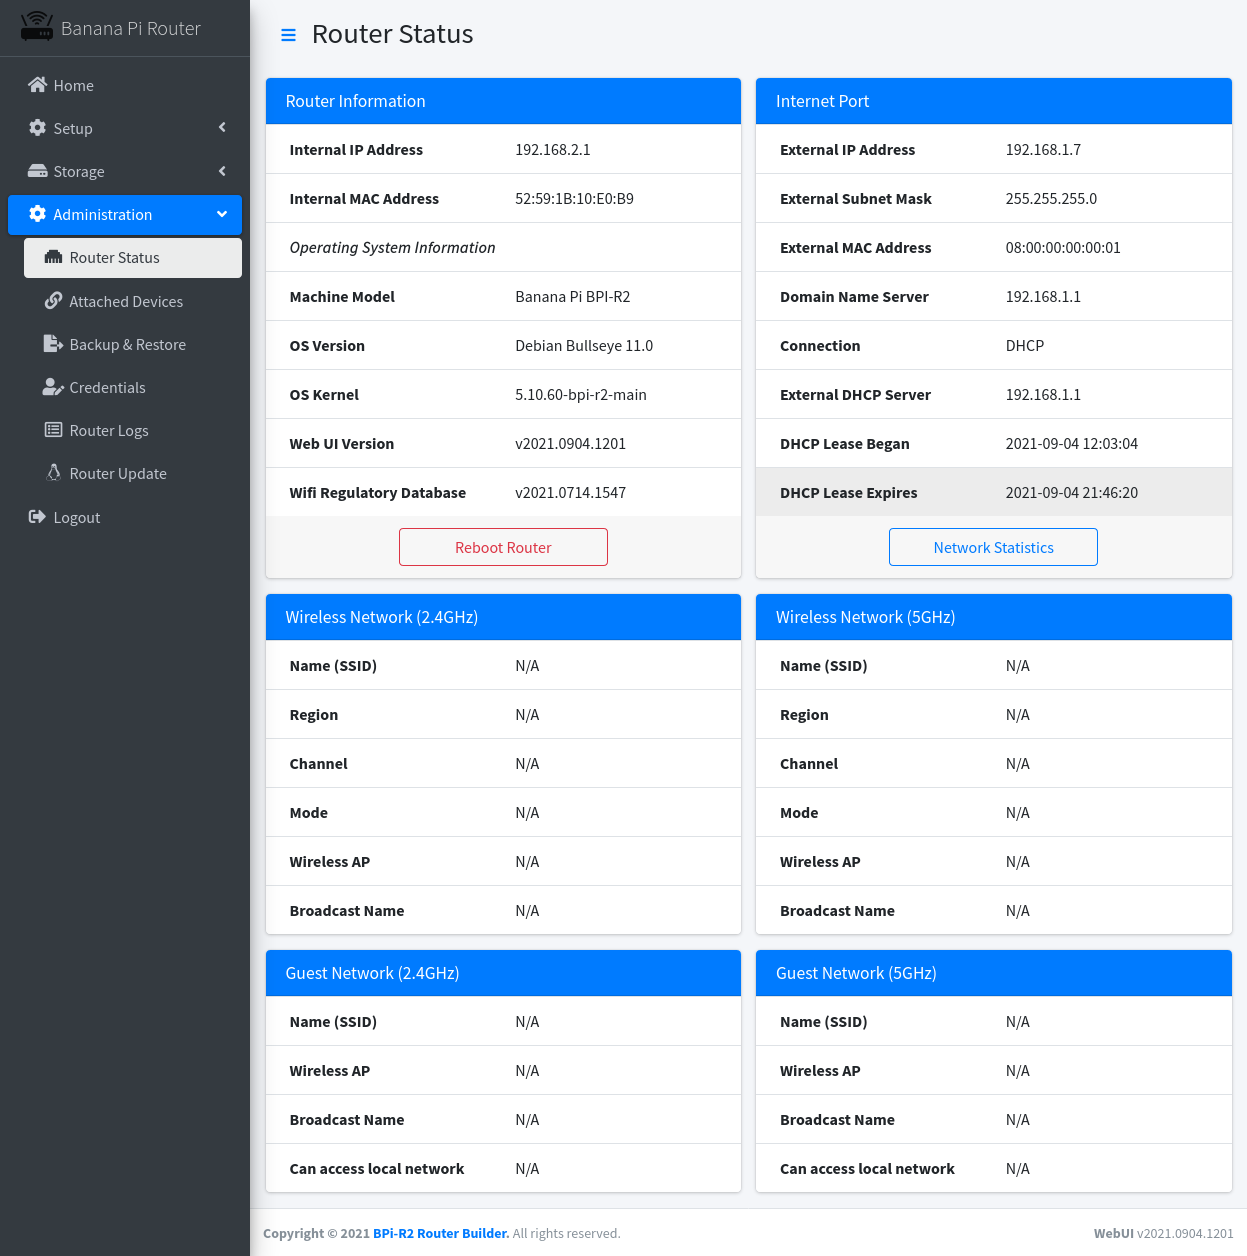 Banana Pi Router
Home
Setup
Storage
Administration
Router Status
Attached Devices
Backup & Restore
Credentials
Router Logs
Router Update
Logout
Router Status
Router Information
Internal IP Address 192.168.2.1
Internal MAC Address 52:59:1B:10:E0:B9
Operating System Information
Machine Model Banana Pi BPI-R2
OS Version Debian Bullseye 11.0
OS Kernel 5.10.60-bpi-r2-main
Web UI Version v2021.0904.1201
Wifi Regulatory Database v2021.0714.1547
Reboot Router
Internet Port
External IP Address 192.168.1.7
External Subnet Mask 255.255.255.0
External MAC Address 08:00:00:00:00:01
Domain Name Server 192.168.1.1
Connection DHCP
External DHCP Server 192.168.1.1
DHCP Lease Began 2021-09-04 12:03:04
DHCP Lease Expires 2021-09-04 21:46:20
Network Statistics
Wireless Network (2.4GHz)
Name (SSID) N/A
Region N/A
Channel N/A
Mode N/A
Wireless AP N/A
Broadcast Name N/A
Wireless Network (5GHz)
Name (SSID) N/A
Region N/A
Channel N/A
Mode N/A
Wireless AP N/A
Broadcast Name N/A
Guest Network (2.4GHz)
Name (SSID) N/A
Wireless AP N/A
Broadcast Name N/A
Can access local network N/A
Guest Network (5GHz)
Name (SSID) N/A
Wireless AP N/A
Broadcast Name N/A
Can access local network N/A
Copyright © 2021 BPi-R2 Router Builder. All rights reserved.
WebUI v2021.0904.1201